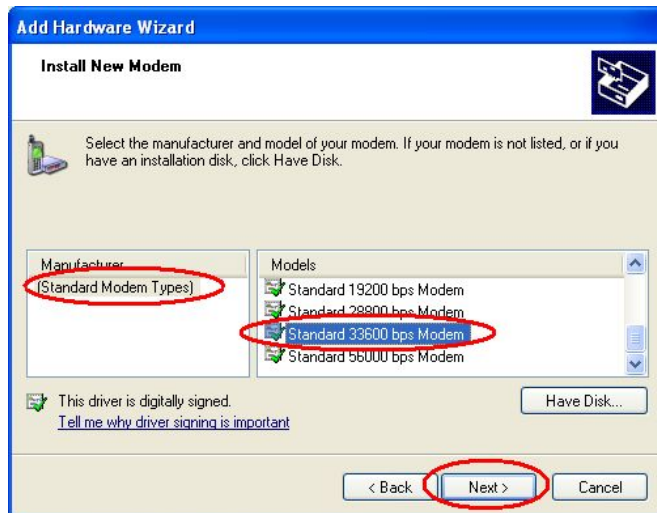 Add Hardware Wizard
Install New Modem
Select the manufacturer and model of your modem. If your modem is not listed, or if you
have an installation disk, click Have Disk.
Manufacturer
(Standard Modem Types)
Models
Standard 19200 bps Modem
Standard 28800 bps Modem
Standard 33600 bps Modem
Standard 56000 bps Modem
This driver is digitally signed.
Tell me why driver signing is important
Have Disk...
< Back
Next >
Cancel